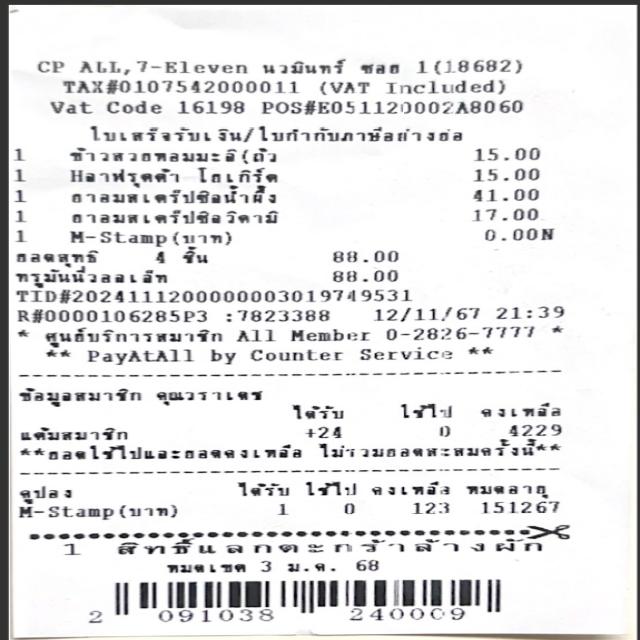 CP ALL,7-Eleven นวมินทร์ ซอย 1(18682)
TAX#0107542000011 (VAT Included)
Vat Code 16198 POS#E051120002A8060
ใบเสร็จรับเงิน/ใบกำกับภาษีอย่างย่อ
1 ข้าวสวยหอมมะลิ(ถ้ว 15.00
1 Hลาฟรุตต้า โยเกิร์ต 15.00
1 ยาอมสเตร็ปซิลน้ำผึ้ง 41.00
1 ยาอมสเตร็ปซิลวิตามิ 17.00
1 M-Stamp(บาท) 0.00N
ยอดสุทธิ 4 ชิ้น 88.00
ทรูมันนี่วอลเล็ท 88.00
TID#2024111200000003019749531
R#0000106285P3 :7823388 12/11/67 21:39
* ศูนย์บริการสมาชิก All Member 0-2826-7777 *
** PayAtAll by Counter Service **
ข้อมูลสมาชิก คุณวราเดช
ได้รับ ใช้ไป คงเหลือ
แต้มสมาชิก +24 0 4229
**ยอดใช้ไปและยอดคงเหลือ ไม่รวมยอดสะสมครั้งนี้**
คูปอง ได้รับ ใช้ไป คงเหลือ หมดอายุ
M-Stamp(บาท) 1 0 123 151267
1 สิทธิ์แลกตะกร้าล้างผัก
หมดเขต 3 ม.ค. 68
2 091038 240009